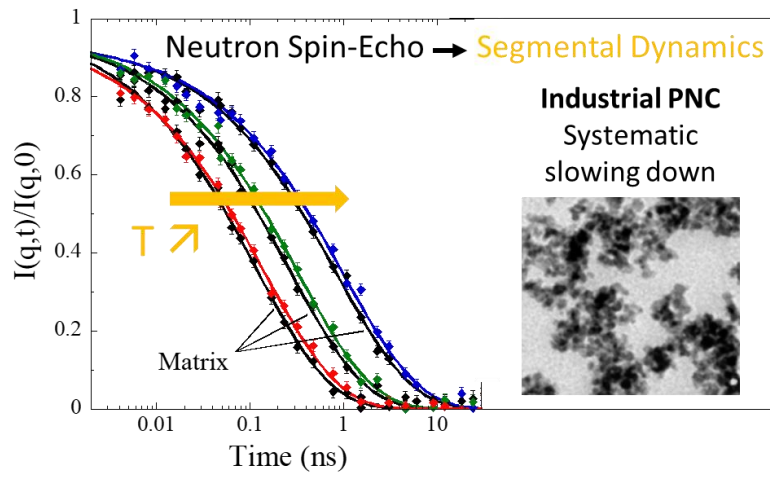 Neutron Spin-Echo → Segmental Dynamics
Industrial PNC
Systematic
slowing down
I(q,t)/I(q,0)
1
0.8
0.6
0.4
0.2
0
T ↗
Matrix
0.01 0.1 1 10
Time (ns)